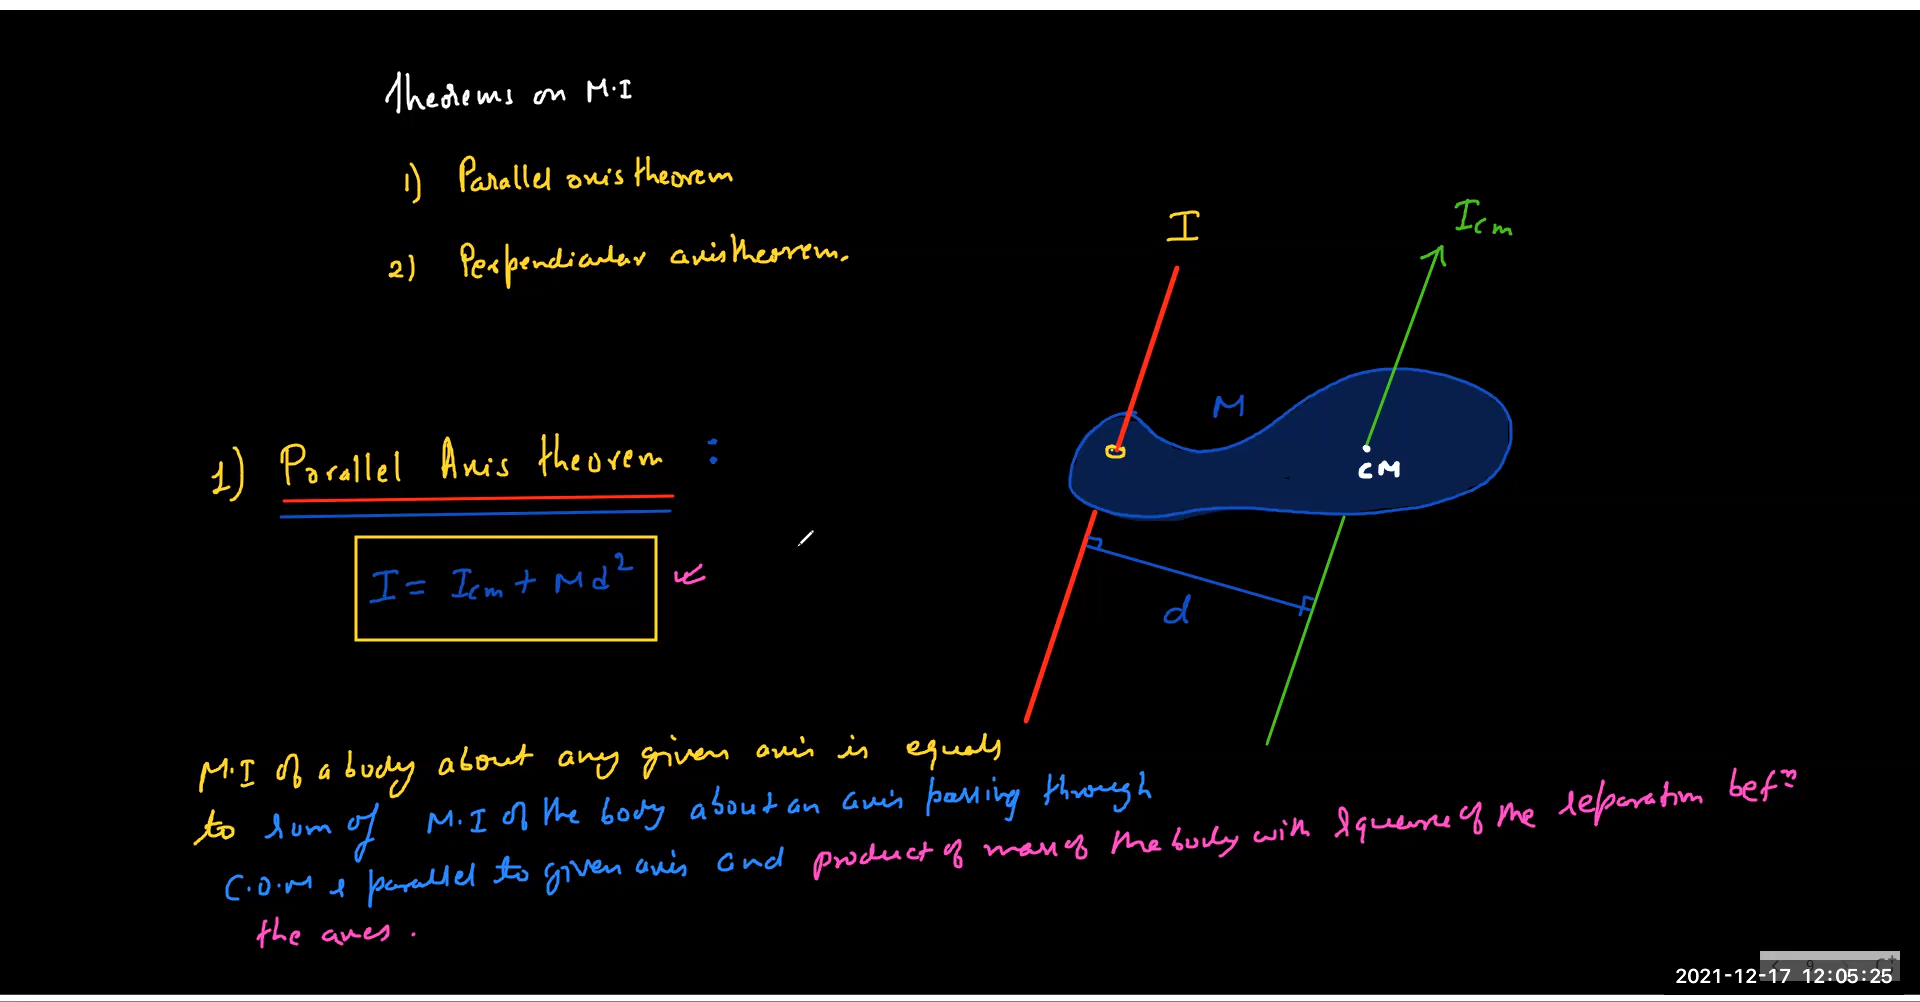 Theorems on M.I
1) Parallel axis theorem
2) Perpendicular axis theorem.
I
Icm
M
CM
d
1) Parallel Axis theorem :
I = Icm + Md²
M.I of a body about any given axis is equals
to sum of M.I of the body about an axis passing through
C.O.M & parallel to given axis and product of mass of the body with square of the separation betⁿ
the axes.
2021-12-17 12:05:25